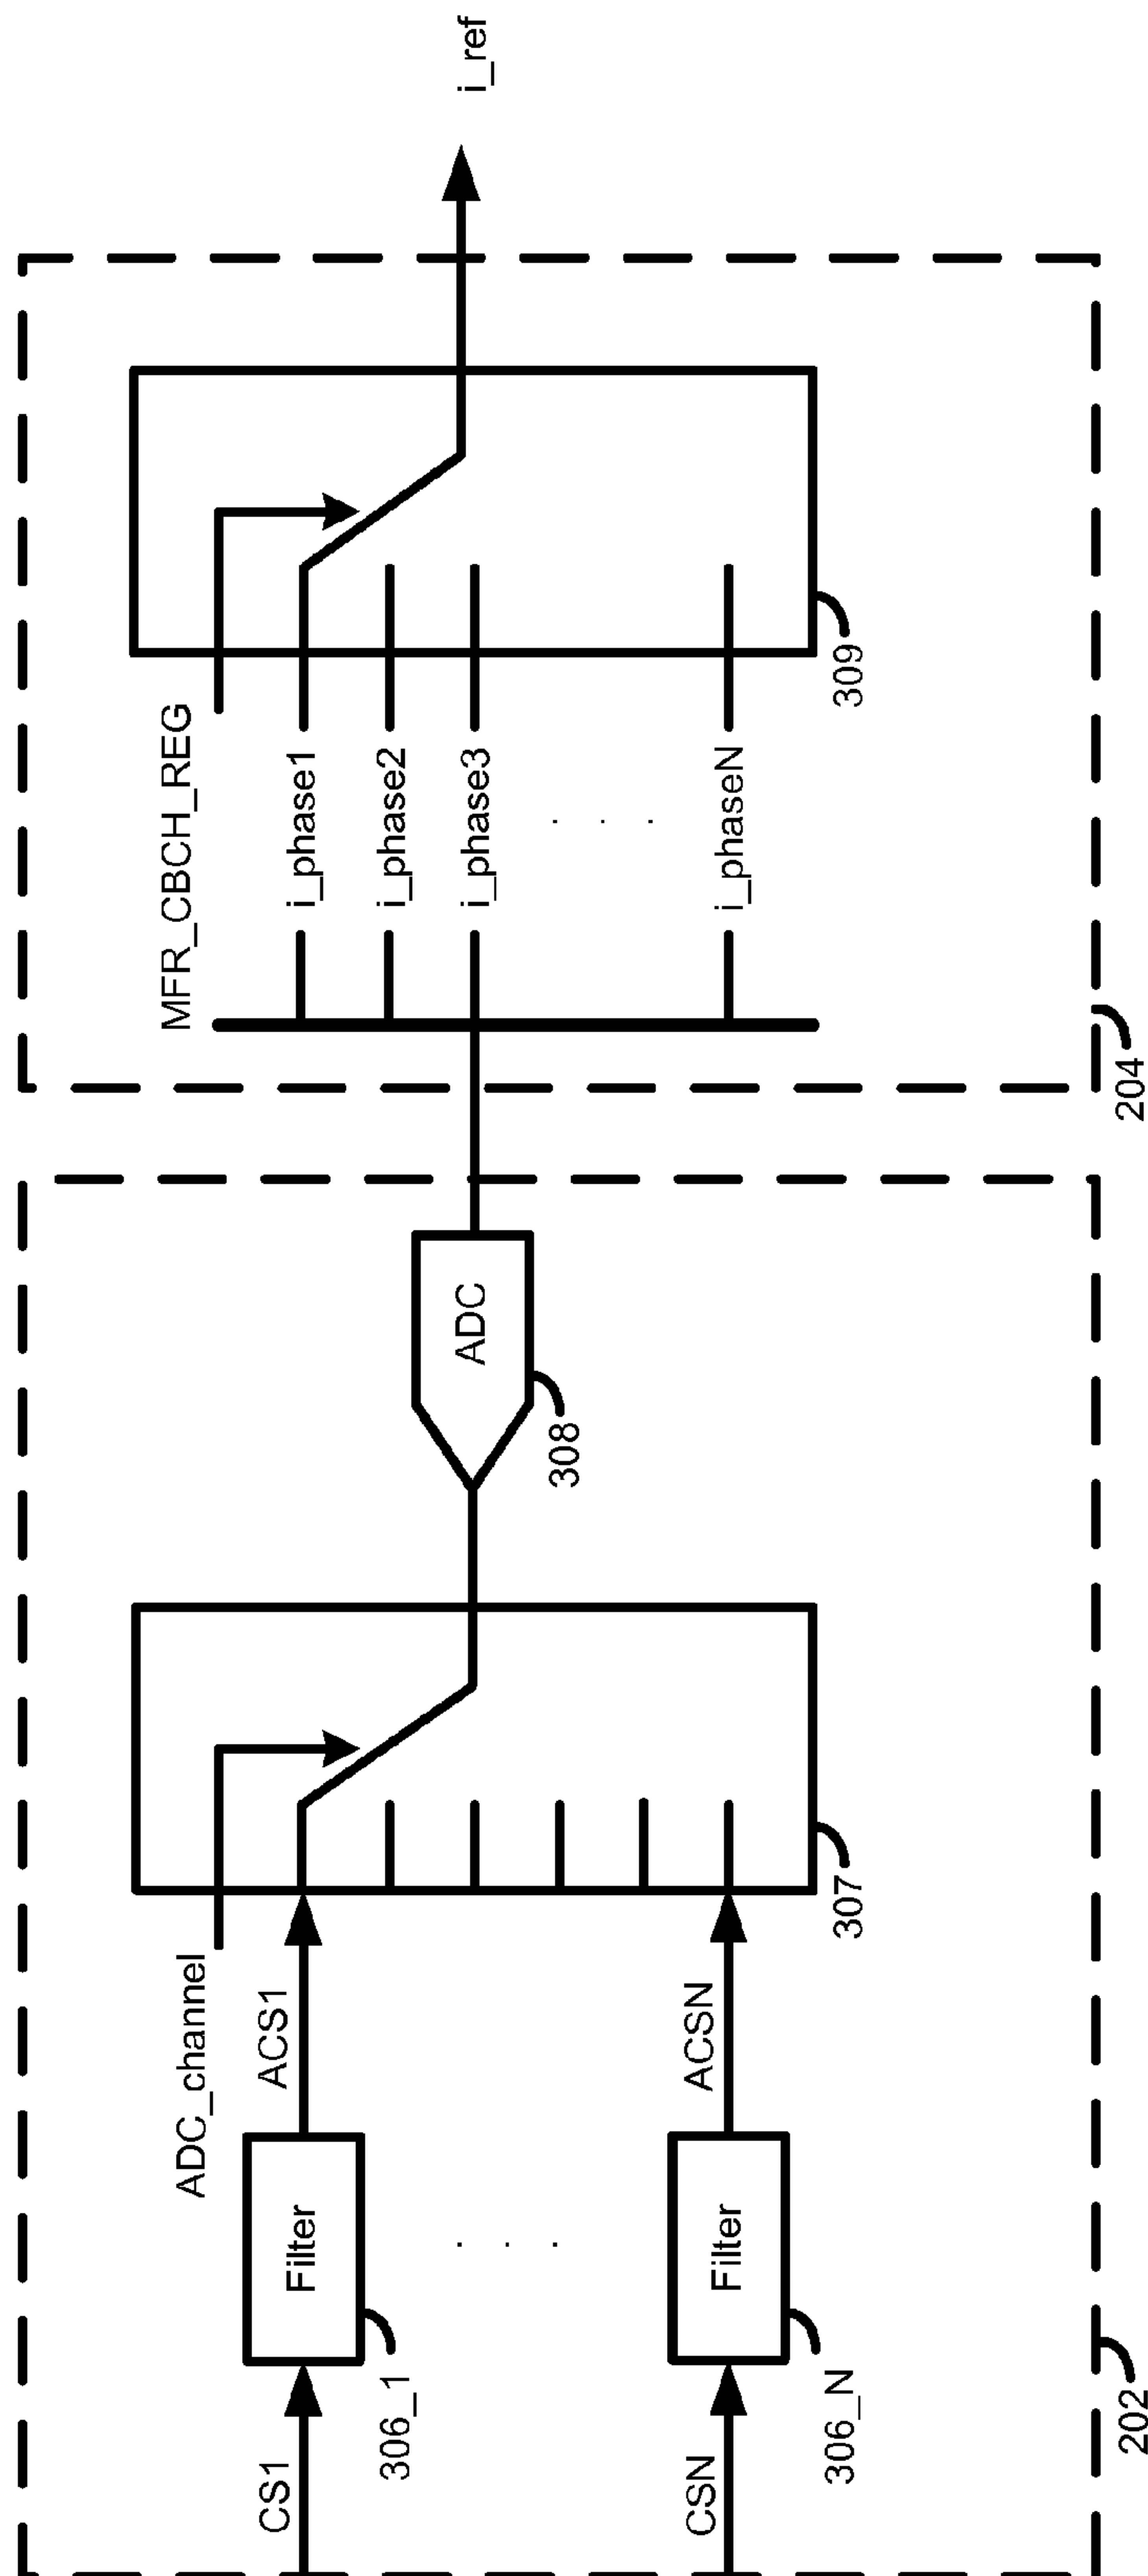 CS1
Filter
306_1
ACS1
ADC_channel
CSN
Filter
306_N
ACSN
307
ADC
308
202
MFR_CBCH_REG
i_phase1
i_phase2
i_phase3
. . .
i_phaseN
309
204
i_ref
. . .